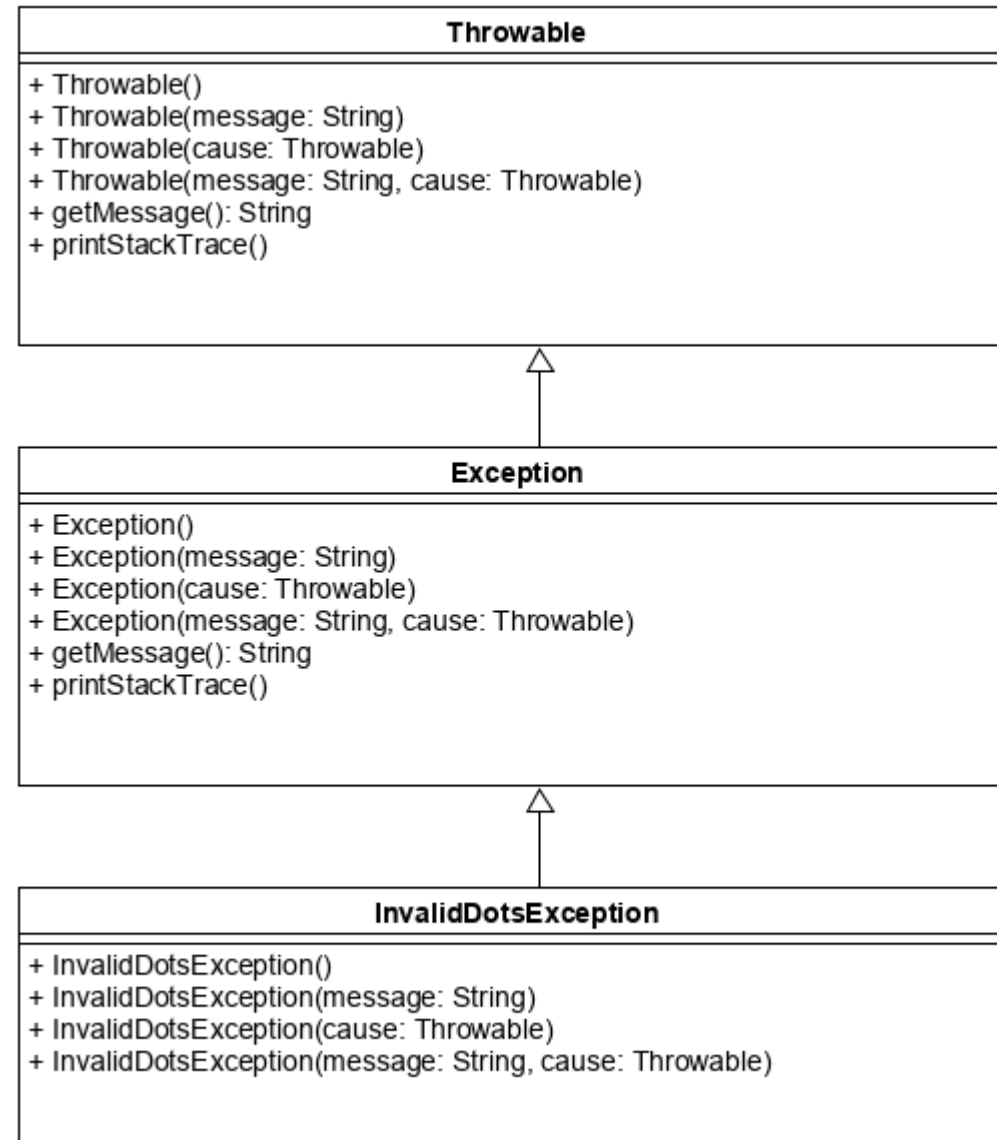 Throwable
+ Throwable()
+ Throwable(message: String)
+ Throwable(cause: Throwable)
+ Throwable(message: String, cause: Throwable)
+ getMessage(): String
+ printStackTrace()
Exception
+ Exception()
+ Exception(message: String)
+ Exception(cause: Throwable)
+ Exception(message: String, cause: Throwable)
+ getMessage(): String
+ printStackTrace()
InvalidDotsException
+ InvalidDotsException()
+ InvalidDotsException(message: String)
+ InvalidDotsException(cause: Throwable)
+ InvalidDotsException(message: String, cause: Throwable)